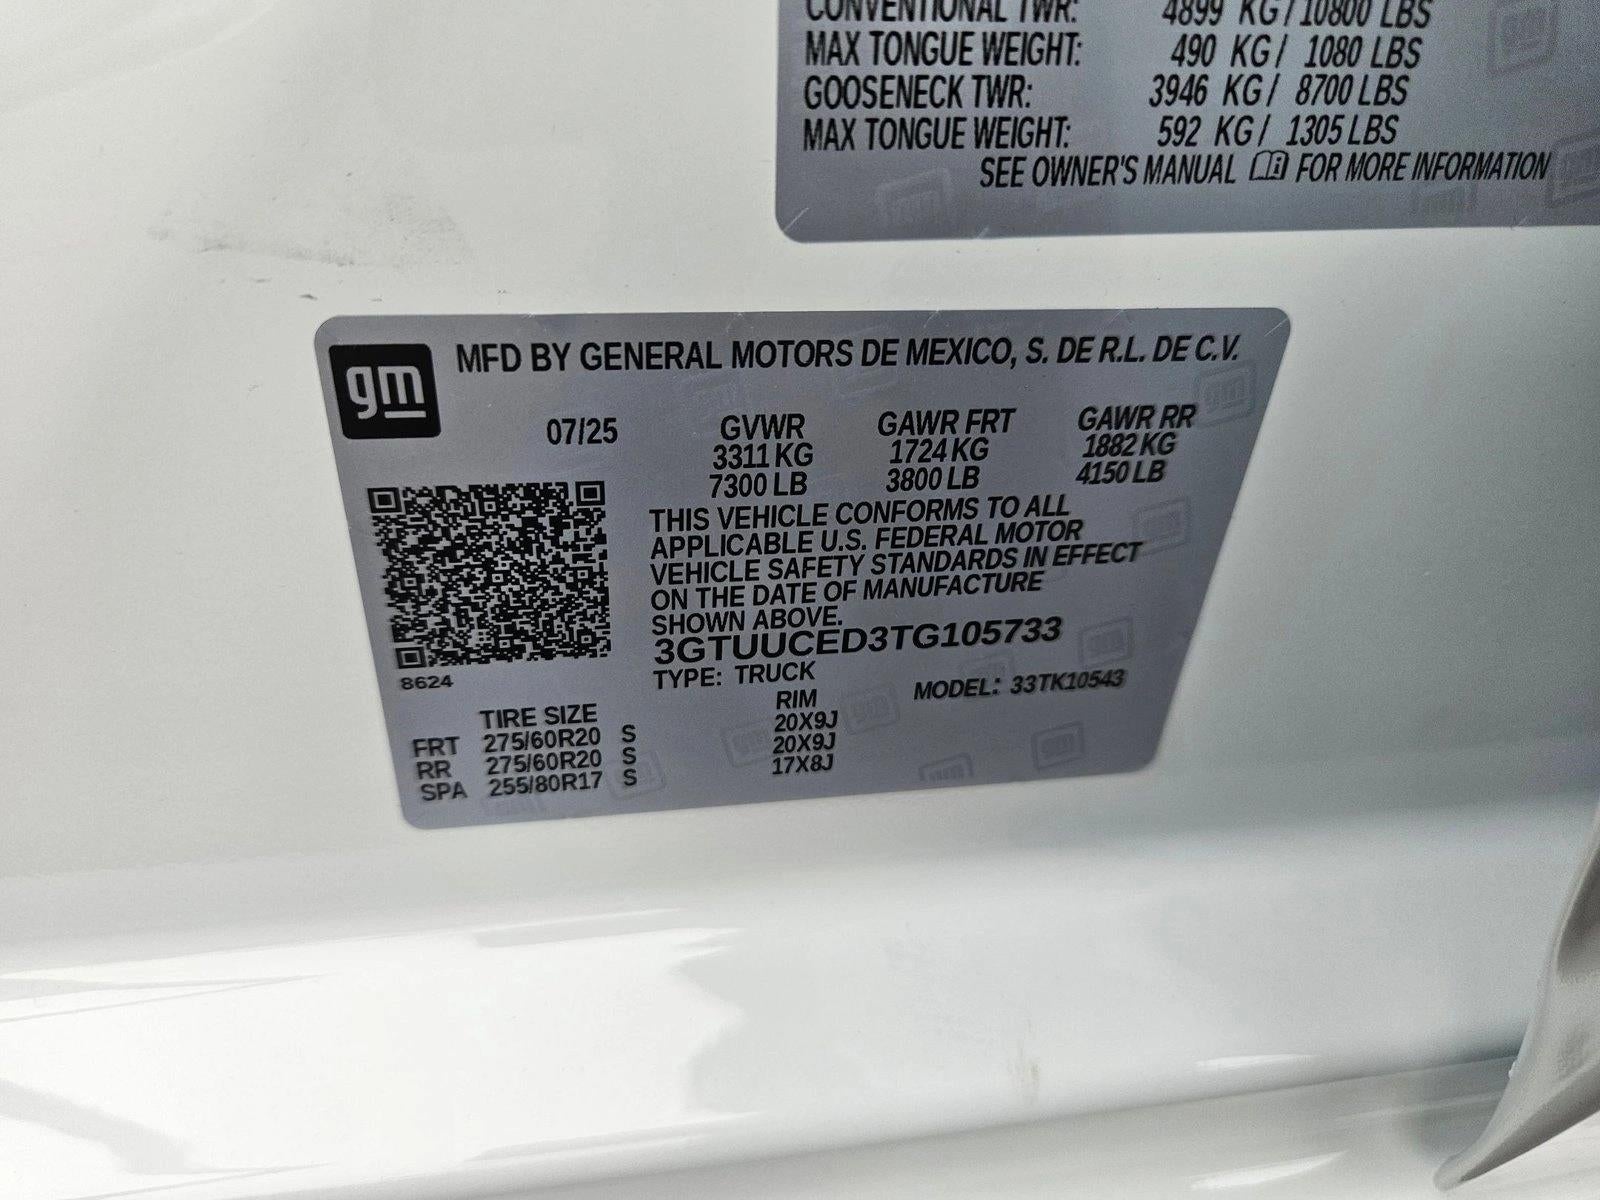 CONVENTIONAL TWR: 4899 KG / 10800 LBS
MAX TONGUE WEIGHT: 490 KG / 1080 LBS
GOOSENECK TWR: 3946 KG / 8700 LBS
MAX TONGUE WEIGHT: 592 KG / 1305 LBS
SEE OWNER'S MANUAL FOR MORE INFORMATION
gm
MFD BY GENERAL MOTORS DE MEXICO, S. DE R.L. DE C.V.
07/25 GVWR GAWR FRT GAWR RR
3311 KG 1724 KG 1882 KG
7300 LB 3800 LB 4150 LB
THIS VEHICLE CONFORMS TO ALL
APPLICABLE U.S. FEDERAL MOTOR
VEHICLE SAFETY STANDARDS IN EFFECT
ON THE DATE OF MANUFACTURE
SHOWN ABOVE.
3GTUUCED3TG105733
8624
TYPE: TRUCK MODEL: 33TK10543
TIRE SIZE RIM
FRT 275/60R20 S 20X9J
RR 275/60R20 S 20X9J
SPA 255/80R17 S 17X8J